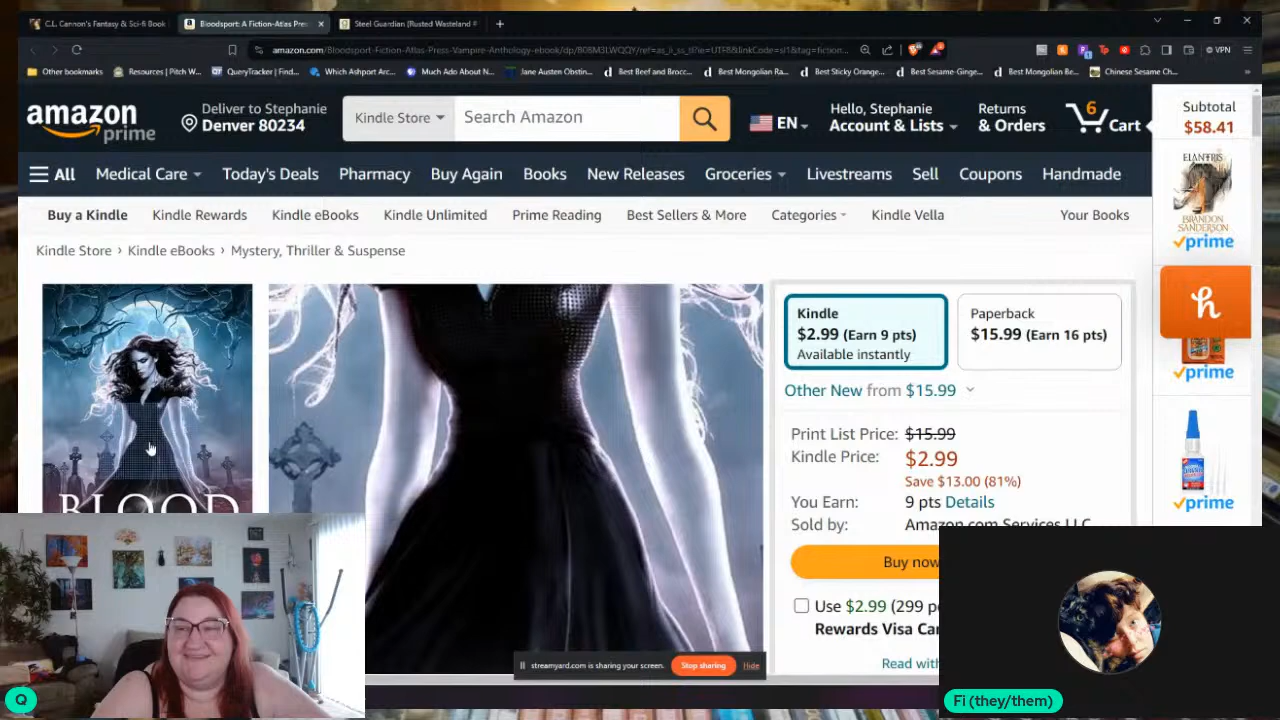 C.L. Cannon's Fantasy & Sci-fi Book
Bloodsport: A Fiction-Atlas Pre
Steel Guardian (Rusted Wasteland #
amazon.com/Bloodsport-Fiction-Atlas-Press-Vampire-Anthology-ebook/dp/B08M3LWQQY/ref=as_li_ss_tl?ie=UTF8&linkCode=sl1&tag=fiction...
VPN
Other bookmarks
Resources | Pitch W...
QueryTracker | Find...
Which Ashport Arc...
Much Ado About N...
Jane Austen Obstin...
Best Beef and Brocc...
Best Mongolian Ra...
Best Sticky Orange...
Best Sesame-Ginge...
Best Mongolian Be...
Chinese Sesame Ch...
amazon
prime
Deliver to Stephanie
Denver 80234
Kindle Store
Search Amazon
EN
Hello, Stephanie
Account & Lists
Returns
& Orders
6
Cart
Subtotal
$58.41
All
Medical Care
Today's Deals
Pharmacy
Buy Again
Books
New Releases
Groceries
Livestreams
Sell
Coupons
Handmade
ELANTRIS
BRANDON
SANDERSON
prime
Buy a Kindle
Kindle Rewards
Kindle eBooks
Kindle Unlimited
Prime Reading
Best Sellers & More
Categories
Kindle Vella
Your Books
Kindle Store › Kindle eBooks › Mystery, Thriller & Suspense
h
prime
prime
BLOOD
Kindle
$2.99 (Earn 9 pts)
Available instantly
Paperback
$15.99 (Earn 16 pts)
Other New from $15.99
Print List Price: $15.99
Kindle Price: $2.99
Save $13.00 (81%)
You Earn: 9 pts Details
Sold by: Amazon.com Services LLC
Buy now
Use $2.99 (299 p
Rewards Visa Car
Read with
streamyard.com is sharing your screen.
Stop sharing
Hide
Q
Fi (they/them)